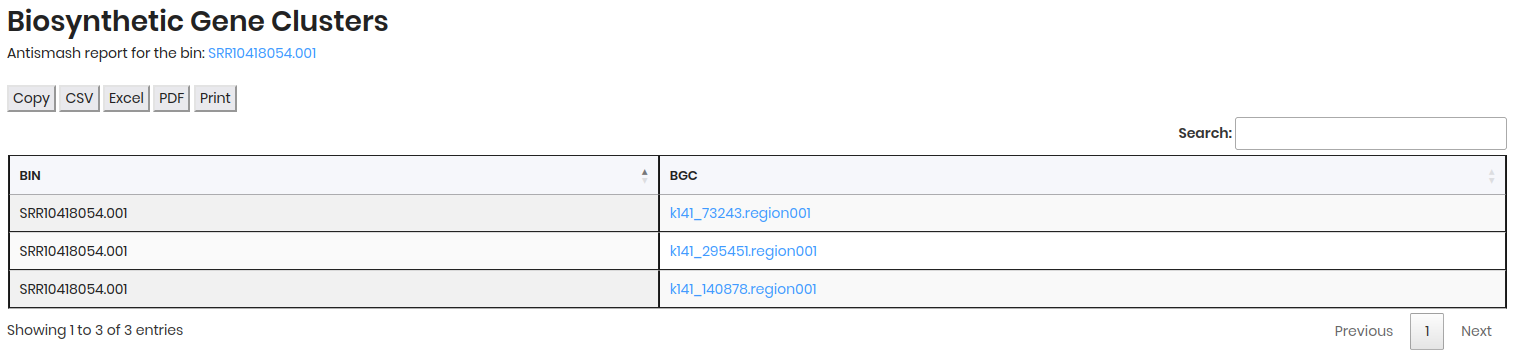 Biosynthetic Gene Clusters
Antismash report for the bin: SRR10418054.001
Copy CSV Excel PDF Print
Search:
BIN BGC
SRR10418054.001 k141_73243.region001
SRR10418054.001 k141_295451.region001
SRR10418054.001 k141_140878.region001
Showing 1 to 3 of 3 entries Previous 1 Next